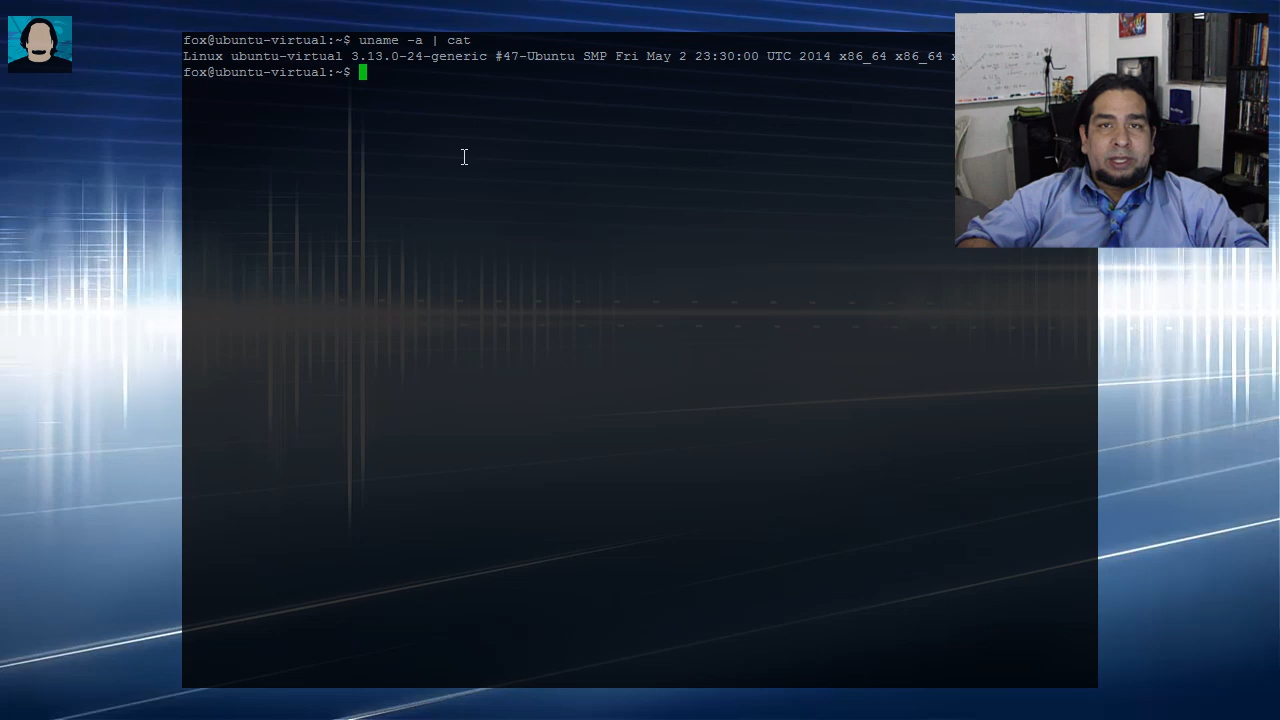 fox@ubuntu-virtual:~$ uname -a | cat
Linux ubuntu-virtual 3.13.0-24-generic #47-Ubuntu SMP Fri May 2 23:30:00 UTC 2014 x86_64 x86_64 x
fox@ubuntu-virtual:~$